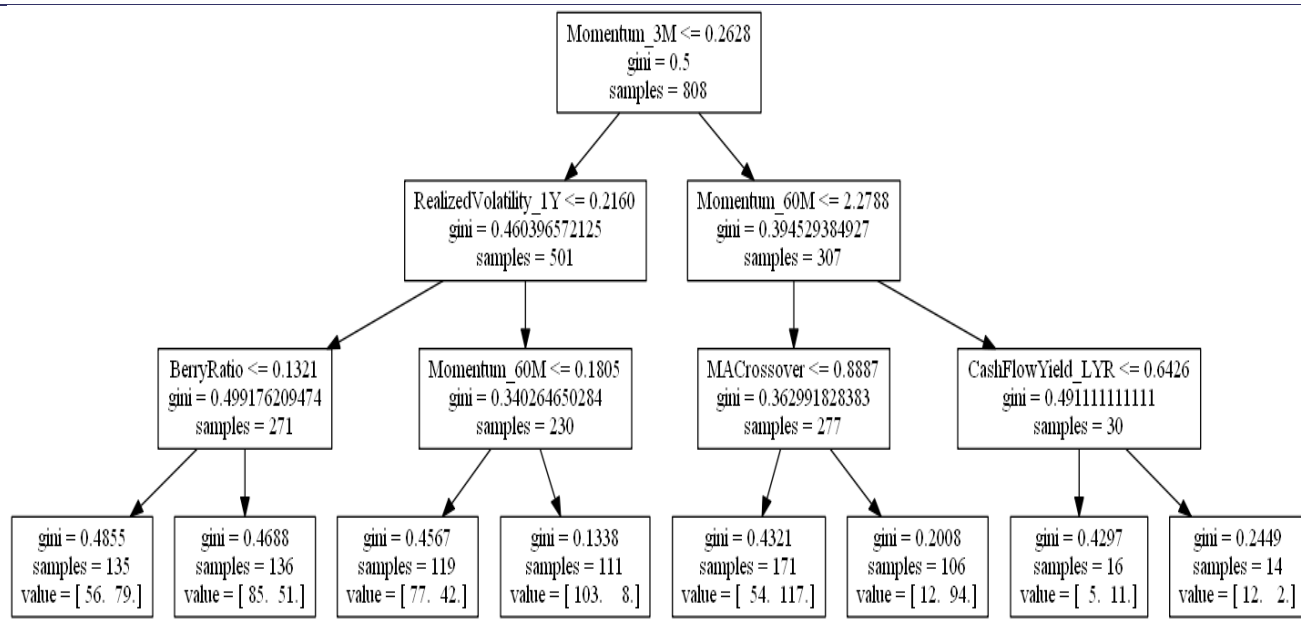 Momentum_3M <= 0.2628
gini = 0.5
samples = 808
RealizedVolatility_1Y <= 0.2160
gini = 0.460396572125
samples = 501
Momentum_60M <= 2.2788
gini = 0.394529384927
samples = 307
BerryRatio <= 0.1321
gini = 0.499176209474
samples = 271
Momentum_60M <= 0.1805
gini = 0.340264650284
samples = 230
MACrossover <= 0.8887
gini = 0.362991828383
samples = 277
CashFlowYield_LYR <= 0.6426
gini = 0.491111111111
samples = 30
gini = 0.4855
samples = 135
value = [ 56. 79.]
gini = 0.4688
samples = 136
value = [ 85. 51.]
gini = 0.4567
samples = 119
value = [ 77. 42.]
gini = 0.1338
samples = 111
value = [ 103. 8.]
gini = 0.4321
samples = 171
value = [ 54. 117.]
gini = 0.2008
samples = 106
value = [ 12. 94.]
gini = 0.4297
samples = 16
value = [ 5. 11.]
gini = 0.2449
samples = 14
value = [ 12. 2.]